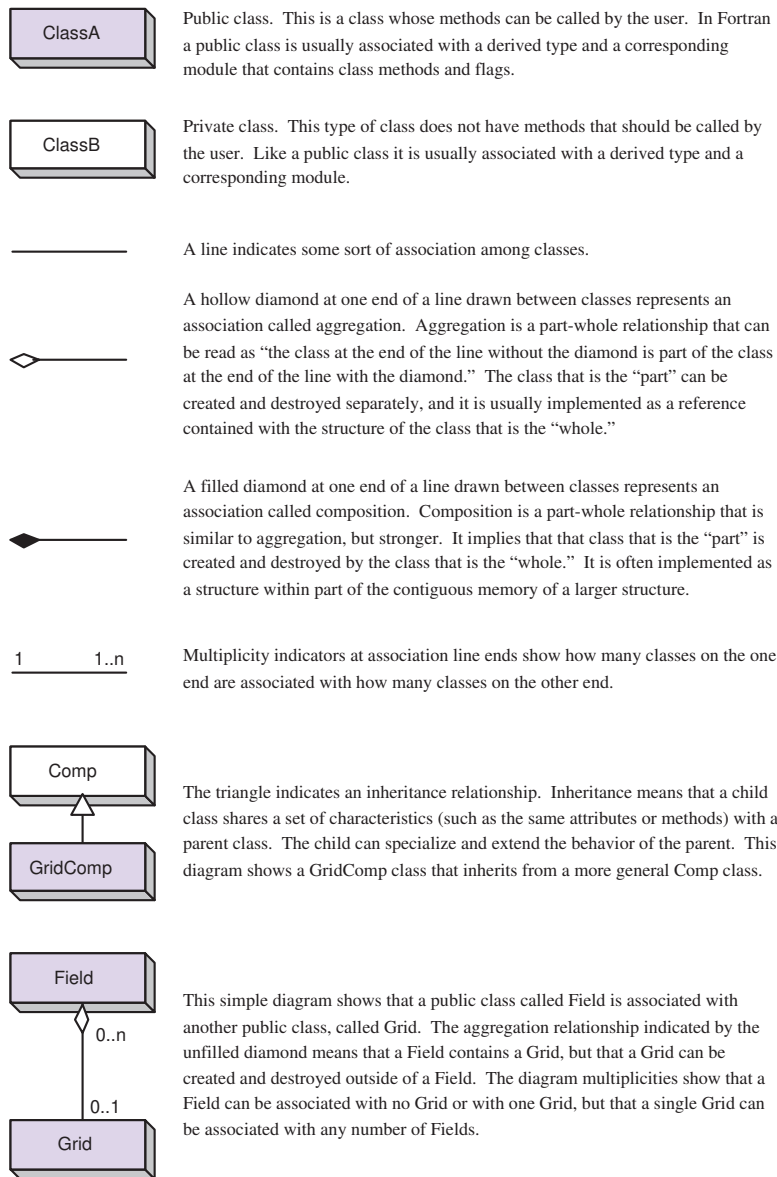 ClassA
Public class. This is a class whose methods can be called by the user. In Fortran
a public class is usually associated with a derived type and a corresponding
module that contains class methods and flags.
ClassB
Private class. This type of class does not have methods that should be called by
the user. Like a public class it is usually associated with a derived type and a
corresponding module.
A line indicates some sort of association among classes.
A hollow diamond at one end of a line drawn between classes represents an
association called aggregation. Aggregation is a part-whole relationship that can
be read as “the class at the end of the line without the diamond is part of the class
at the end of the line with the diamond.” The class that is the “part” can be
created and destroyed separately, and it is usually implemented as a reference
contained with the structure of the class that is the “whole.”
A filled diamond at one end of a line drawn between classes represents an
association called composition. Composition is a part-whole relationship that is
similar to aggregation, but stronger. It implies that that class that is the “part” is
created and destroyed by the class that is the “whole.” It is often implemented as
a structure within part of the contiguous memory of a larger structure.
1 1..n
Multiplicity indicators at association line ends show how many classes on the one
end are associated with how many classes on the other end.
Comp
GridComp
The triangle indicates an inheritance relationship. Inheritance means that a child
class shares a set of characteristics (such as the same attributes or methods) with a
parent class. The child can specialize and extend the behavior of the parent. This
diagram shows a GridComp class that inherits from a more general Comp class.
Field
0..n
0..1
Grid
This simple diagram shows that a public class called Field is associated with
another public class, called Grid. The aggregation relationship indicated by the
unfilled diamond means that a Field contains a Grid, but that a Grid can be
created and destroyed outside of a Field. The diagram multiplicities show that a
Field can be associated with no Grid or with one Grid, but that a single Grid can
be associated with any number of Fields.